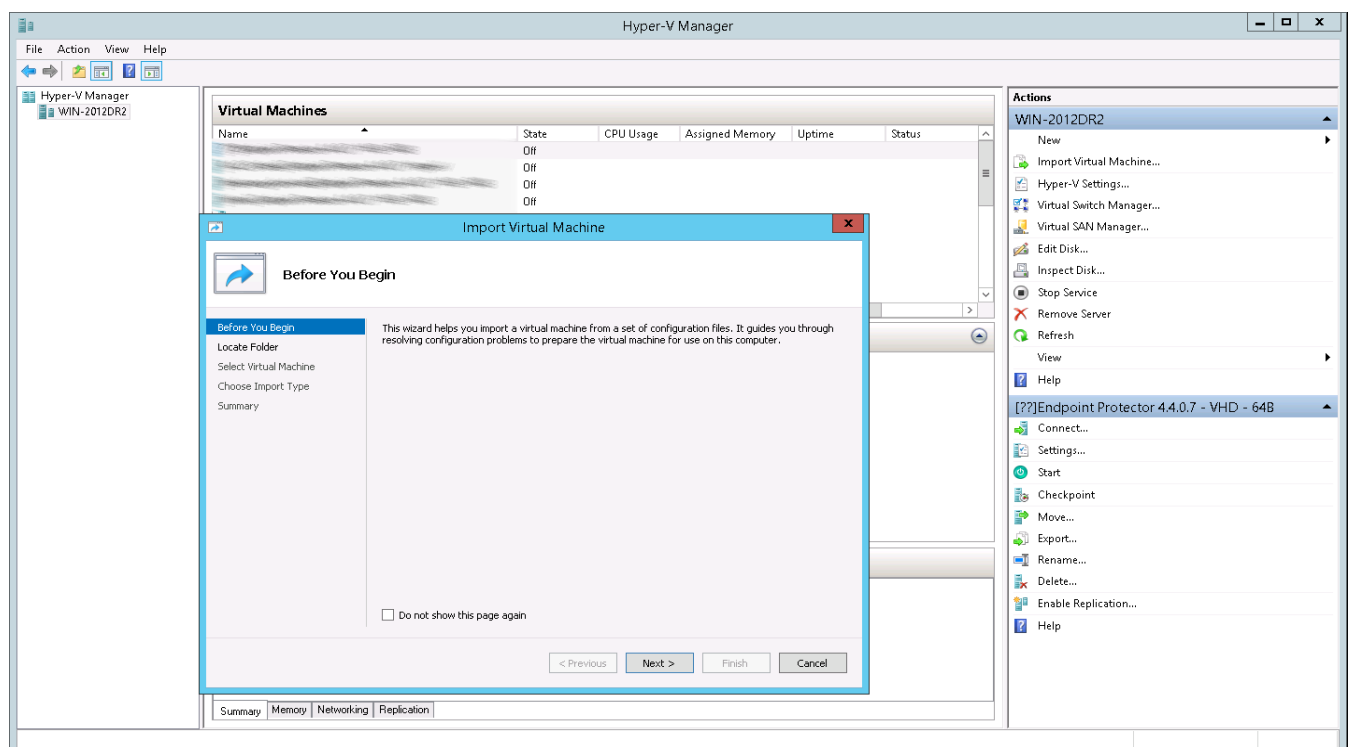 Hyper-V Manager
File Action View Help
Hyper-V Manager
WIN-2012DR2
Virtual Machines
Name State CPU Usage Assigned Memory Uptime Status
Off
Off
Off
Off
Import Virtual Machine
Before You Begin
Before You Begin
Locate Folder
Select Virtual Machine
Choose Import Type
Summary
This wizard helps you import a virtual machine from a set of configuration files. It guides you through
resolving configuration problems to prepare the virtual machine for use on this computer.
Do not show this page again
< Previous Next > Finish Cancel
Summary Memory Networking Replication
Actions
WIN-2012DR2
New
Import Virtual Machine...
Hyper-V Settings...
Virtual Switch Manager...
Virtual SAN Manager...
Edit Disk...
Inspect Disk...
Stop Service
Remove Server
Refresh
View
Help
[??]Endpoint Protector 4.4.0.7 - VHD - 64B
Connect...
Settings...
Start
Checkpoint
Move...
Export...
Rename...
Delete...
Enable Replication...
Help